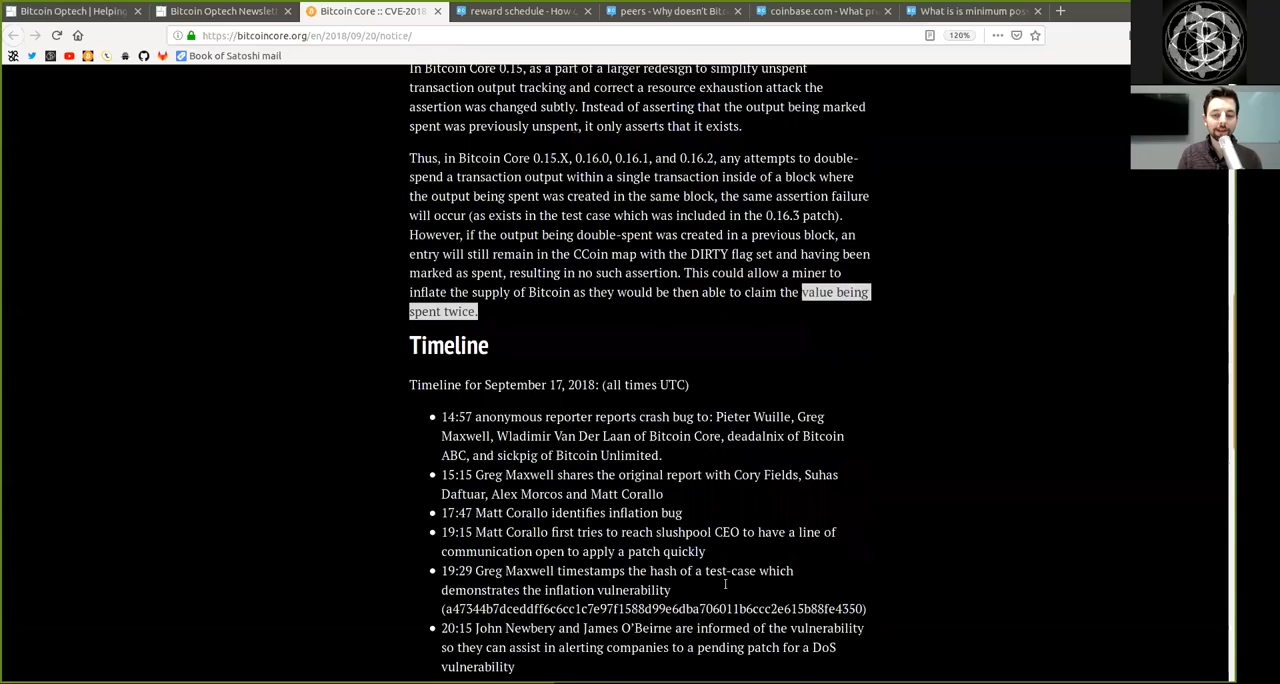 Bitcoin Optech | Helping
Bitcoin Optech Newslett
Bitcoin Core :: CVE-2018
reward schedule - How
peers - Why doesn't Bitc
coinbase.com - What pr
What is is minimum pos
https://bitcoincore.org/en/2018/09/20/notice/
120%
Book of Satoshi mail
In Bitcoin Core 0.15, as a part of a larger redesign to simplify unspent
transaction output tracking and correct a resource exhaustion attack the
assertion was changed subtly. Instead of asserting that the output being marked
spent was previously unspent, it only asserts that it exists.
Thus, in Bitcoin Core 0.15.X, 0.16.0, 0.16.1, and 0.16.2, any attempts to double-
spend a transaction output within a single transaction inside of a block where
the output being spent was created in the same block, the same assertion failure
will occur (as exists in the test case which was included in the 0.16.3 patch).
However, if the output being double-spent was created in a previous block, an
entry will still remain in the CCoin map with the DIRTY flag set and having been
marked as spent, resulting in no such assertion. This could allow a miner to
inflate the supply of Bitcoin as they would be then able to claim the value being
spent twice.
Timeline
Timeline for September 17, 2018: (all times UTC)
14:57 anonymous reporter reports crash bug to: Pieter Wuille, Greg
Maxwell, Wladimir Van Der Laan of Bitcoin Core, deadalnix of Bitcoin
ABC, and sickpig of Bitcoin Unlimited.
15:15 Greg Maxwell shares the original report with Cory Fields, Suhas
Daftuar, Alex Morcos and Matt Corallo
17:47 Matt Corallo identifies inflation bug
19:15 Matt Corallo first tries to reach slushpool CEO to have a line of
communication open to apply a patch quickly
19:29 Greg Maxwell timestamps the hash of a test-case which
demonstrates the inflation vulnerability
(a47344b7dceddff6c6cc1c7e97f1588d99e6dba706011b6ccc2e615b88fe4350)
20:15 John Newbery and James O'Beirne are informed of the vulnerability
so they can assist in alerting companies to a pending patch for a DoS
vulnerability